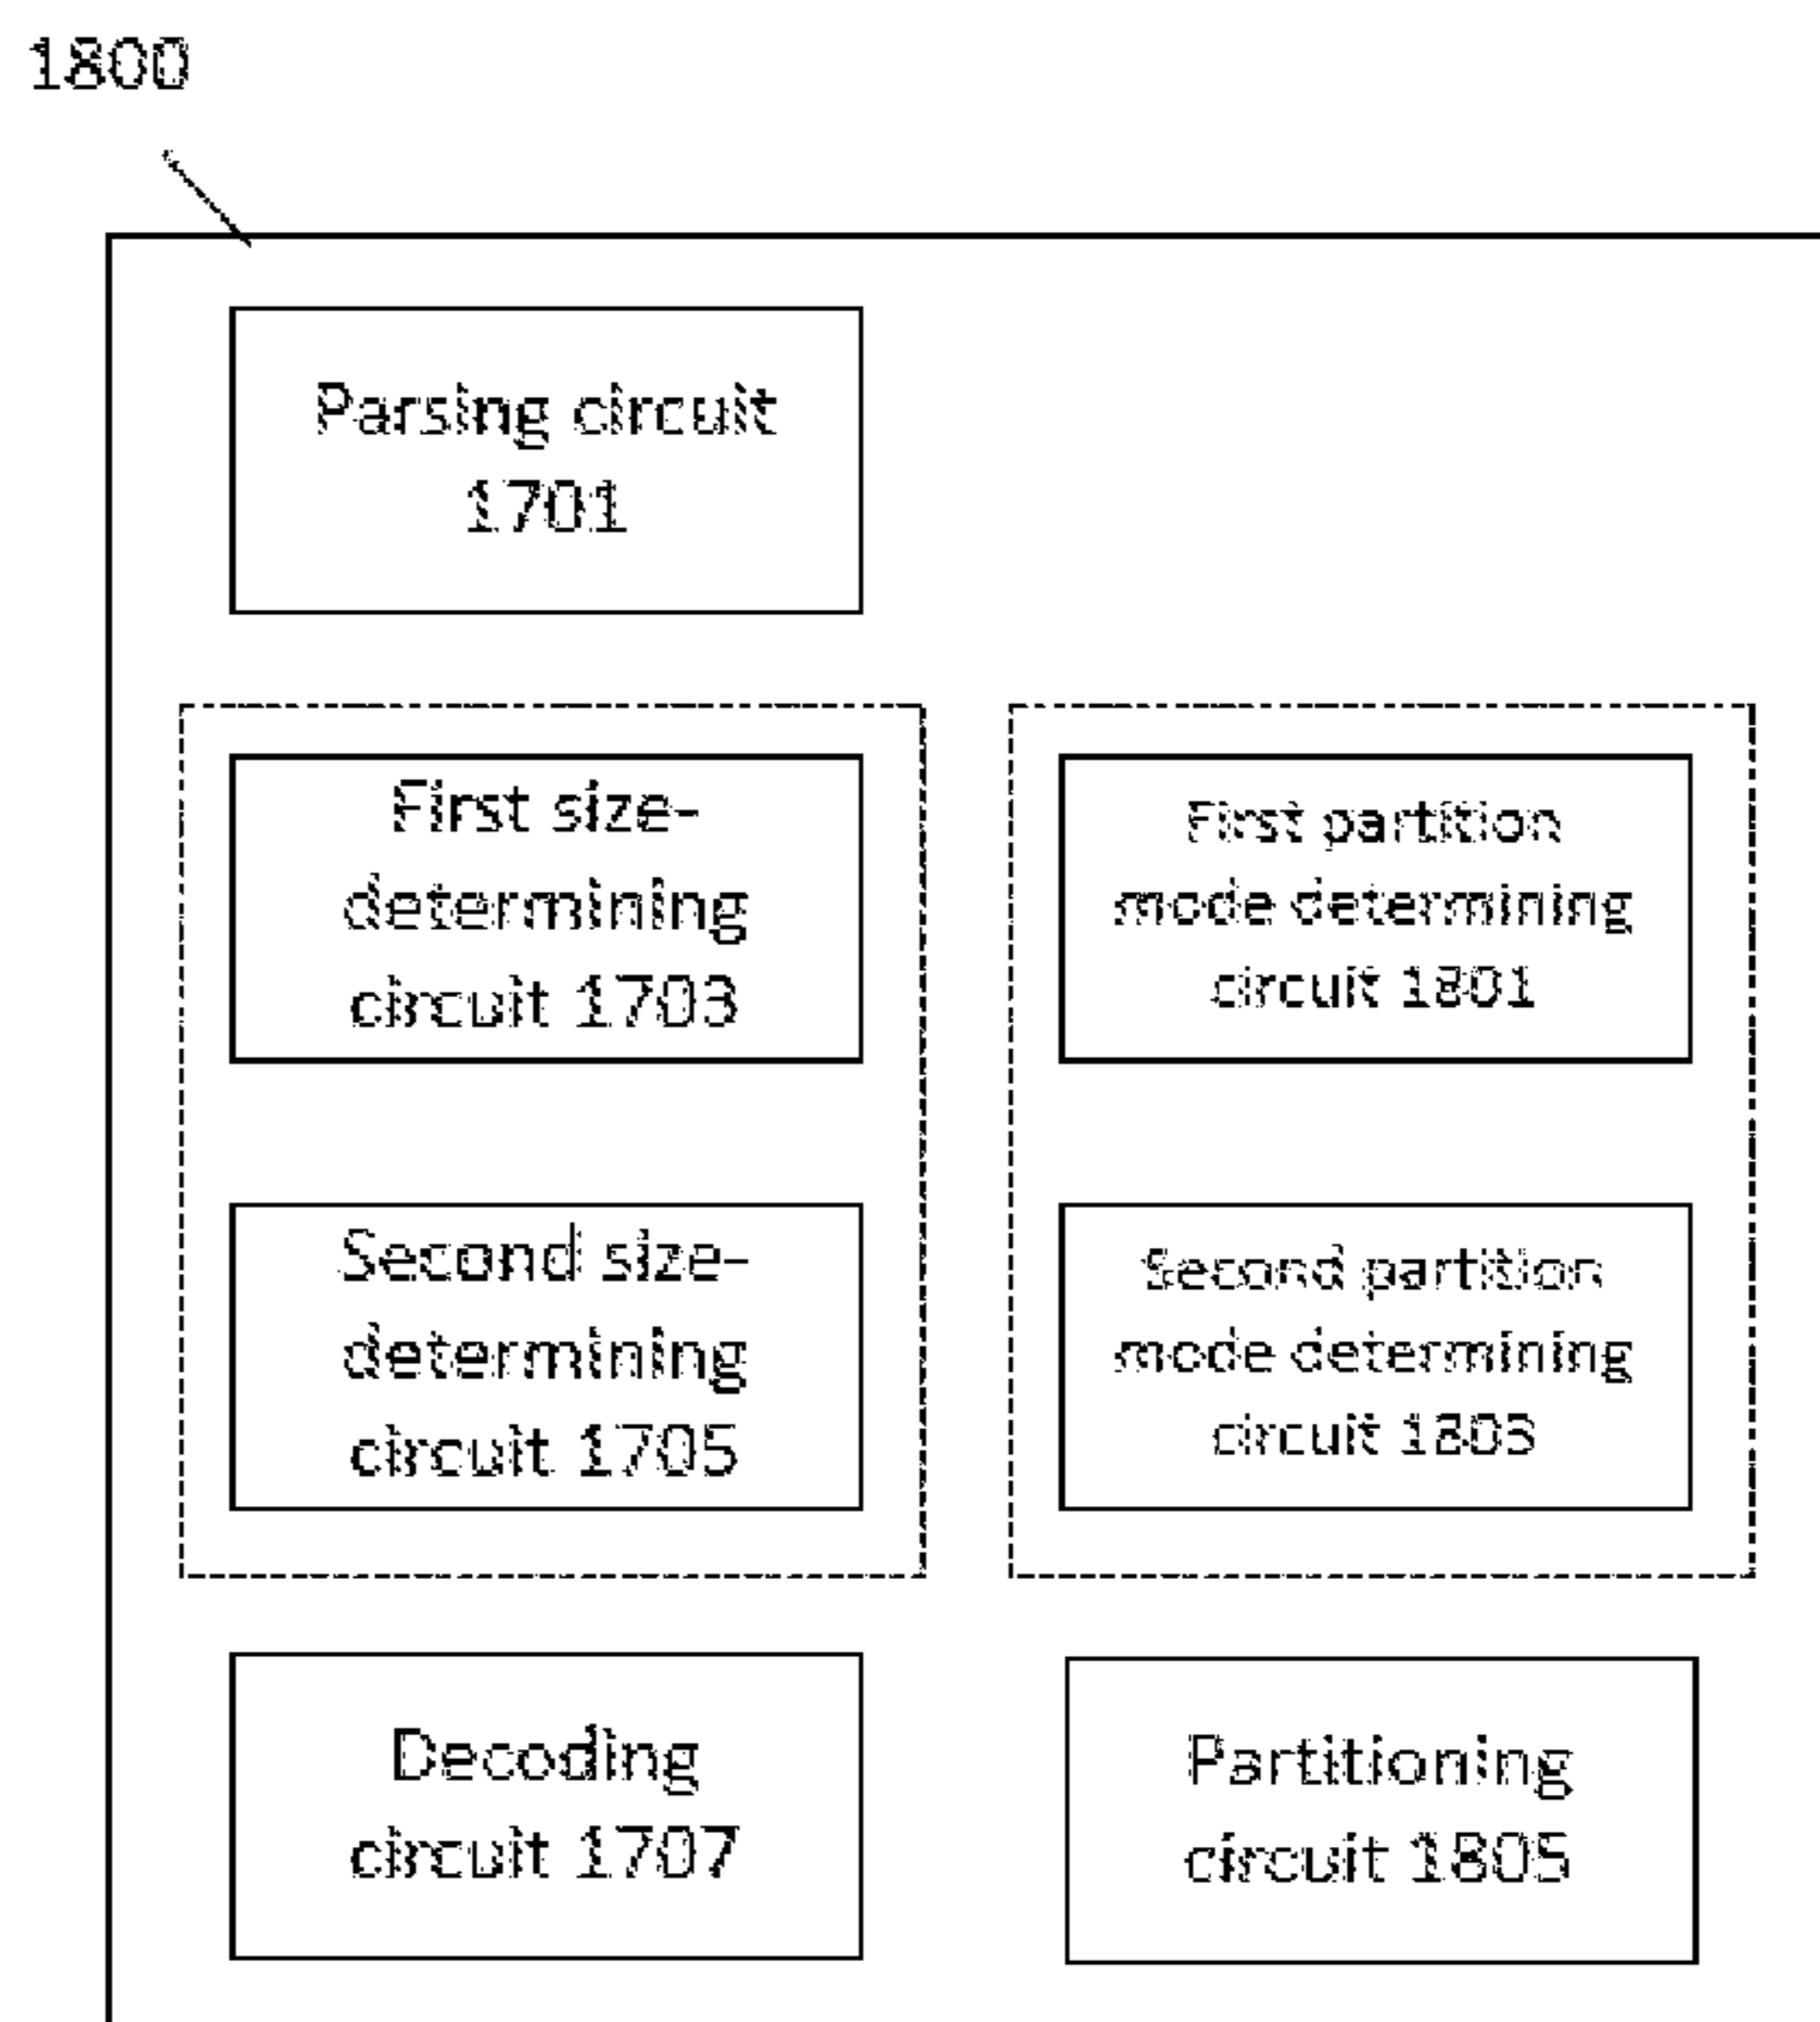 1800
Parsing circuit
1701
First size-
determining
circuit 1703
First partition
mode determining
circuit 1801
Second size-
determining
circuit 1705
Second partition
mode determining
circuit 1803
Decoding
circuit 1707
Partitioning
circuit 1805